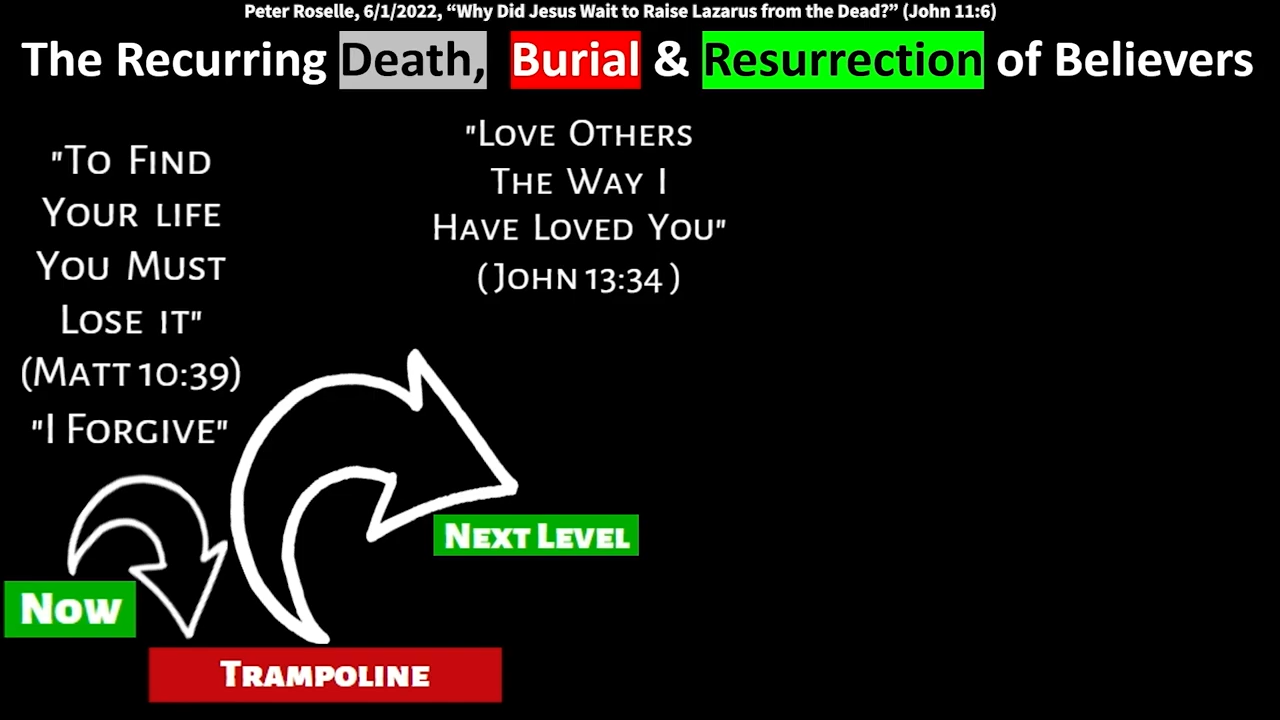 Peter Roselle, 6/1/2022, “Why Did Jesus Wait to Raise Lazarus from the Dead?” (John 11:6)
The Recurring Death, Burial & Resurrection of Believers
"To Find
Your life
You Must
Lose it"
(Matt 10:39)
"I Forgive"
"Love Others
The Way I
Have Loved You"
(John 13:34)
Next Level
Now
Trampoline